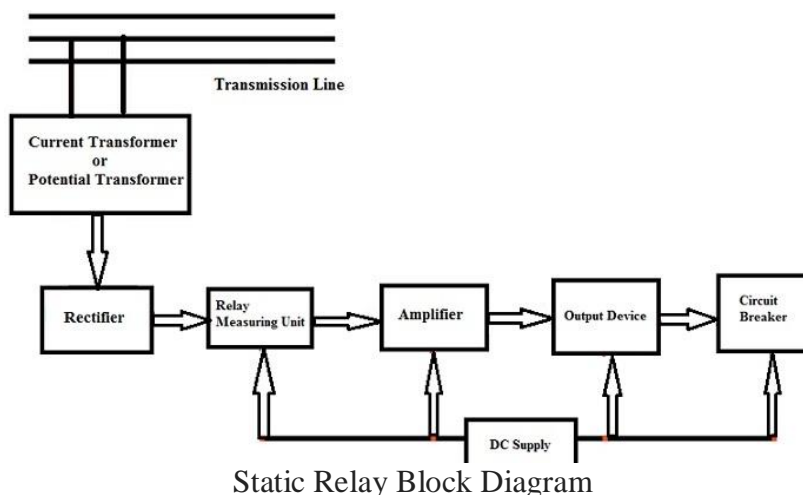 Transmission Line
Current Transformer
or
Potential Transformer
Rectifier
Relay
Measuring Unit
Amplifier
Output Device
Circuit
Breaker
DC Supply
Static Relay Block Diagram